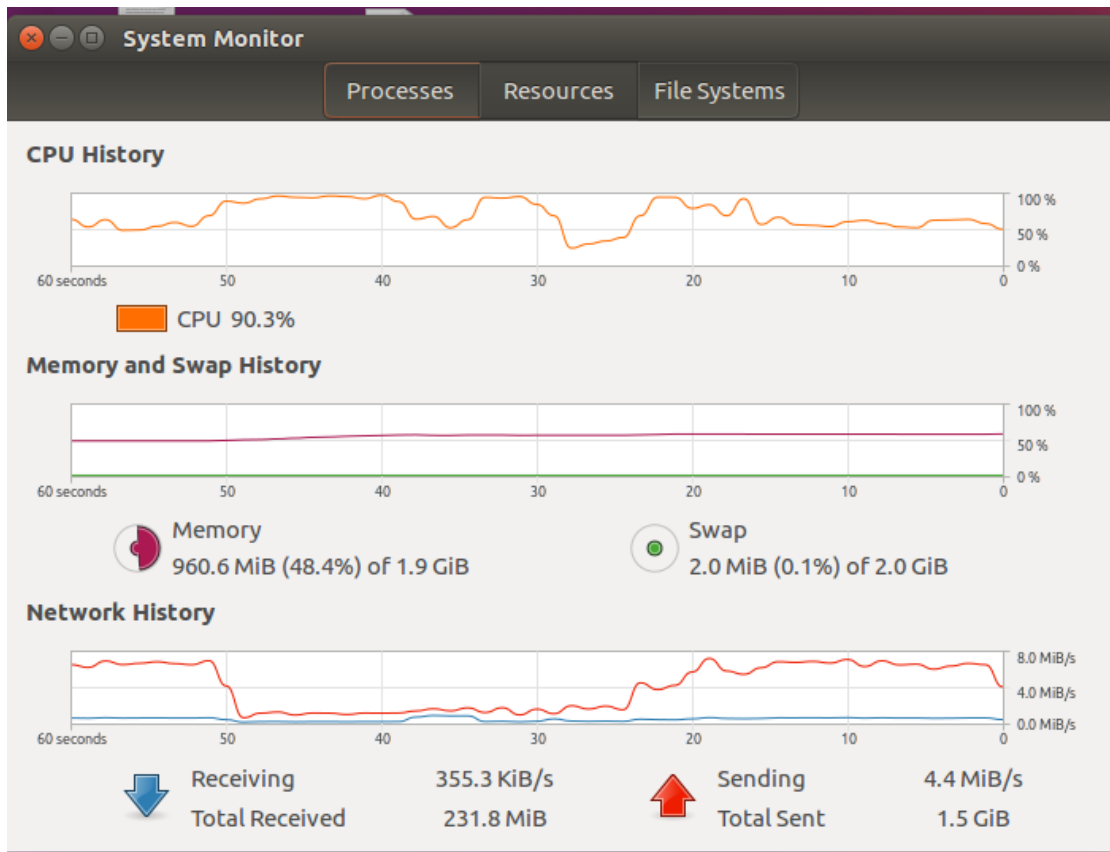 System Monitor
Processes Resources File Systems
CPU History
100 %
50 %
0 %
60 seconds 50 40 30 20 10 0
CPU 90.3%
Memory and Swap History
100 %
50 %
0 %
60 seconds 50 40 30 20 10 0
Memory Swap
960.6 MiB (48.4%) of 1.9 GiB 2.0 MiB (0.1%) of 2.0 GiB
Network History
8.0 MiB/s
4.0 MiB/s
0.0 MiB/s
60 seconds 50 40 30 20 10 0
Receiving 355.3 KiB/s Sending 4.4 MiB/s
Total Received 231.8 MiB Total Sent 1.5 GiB